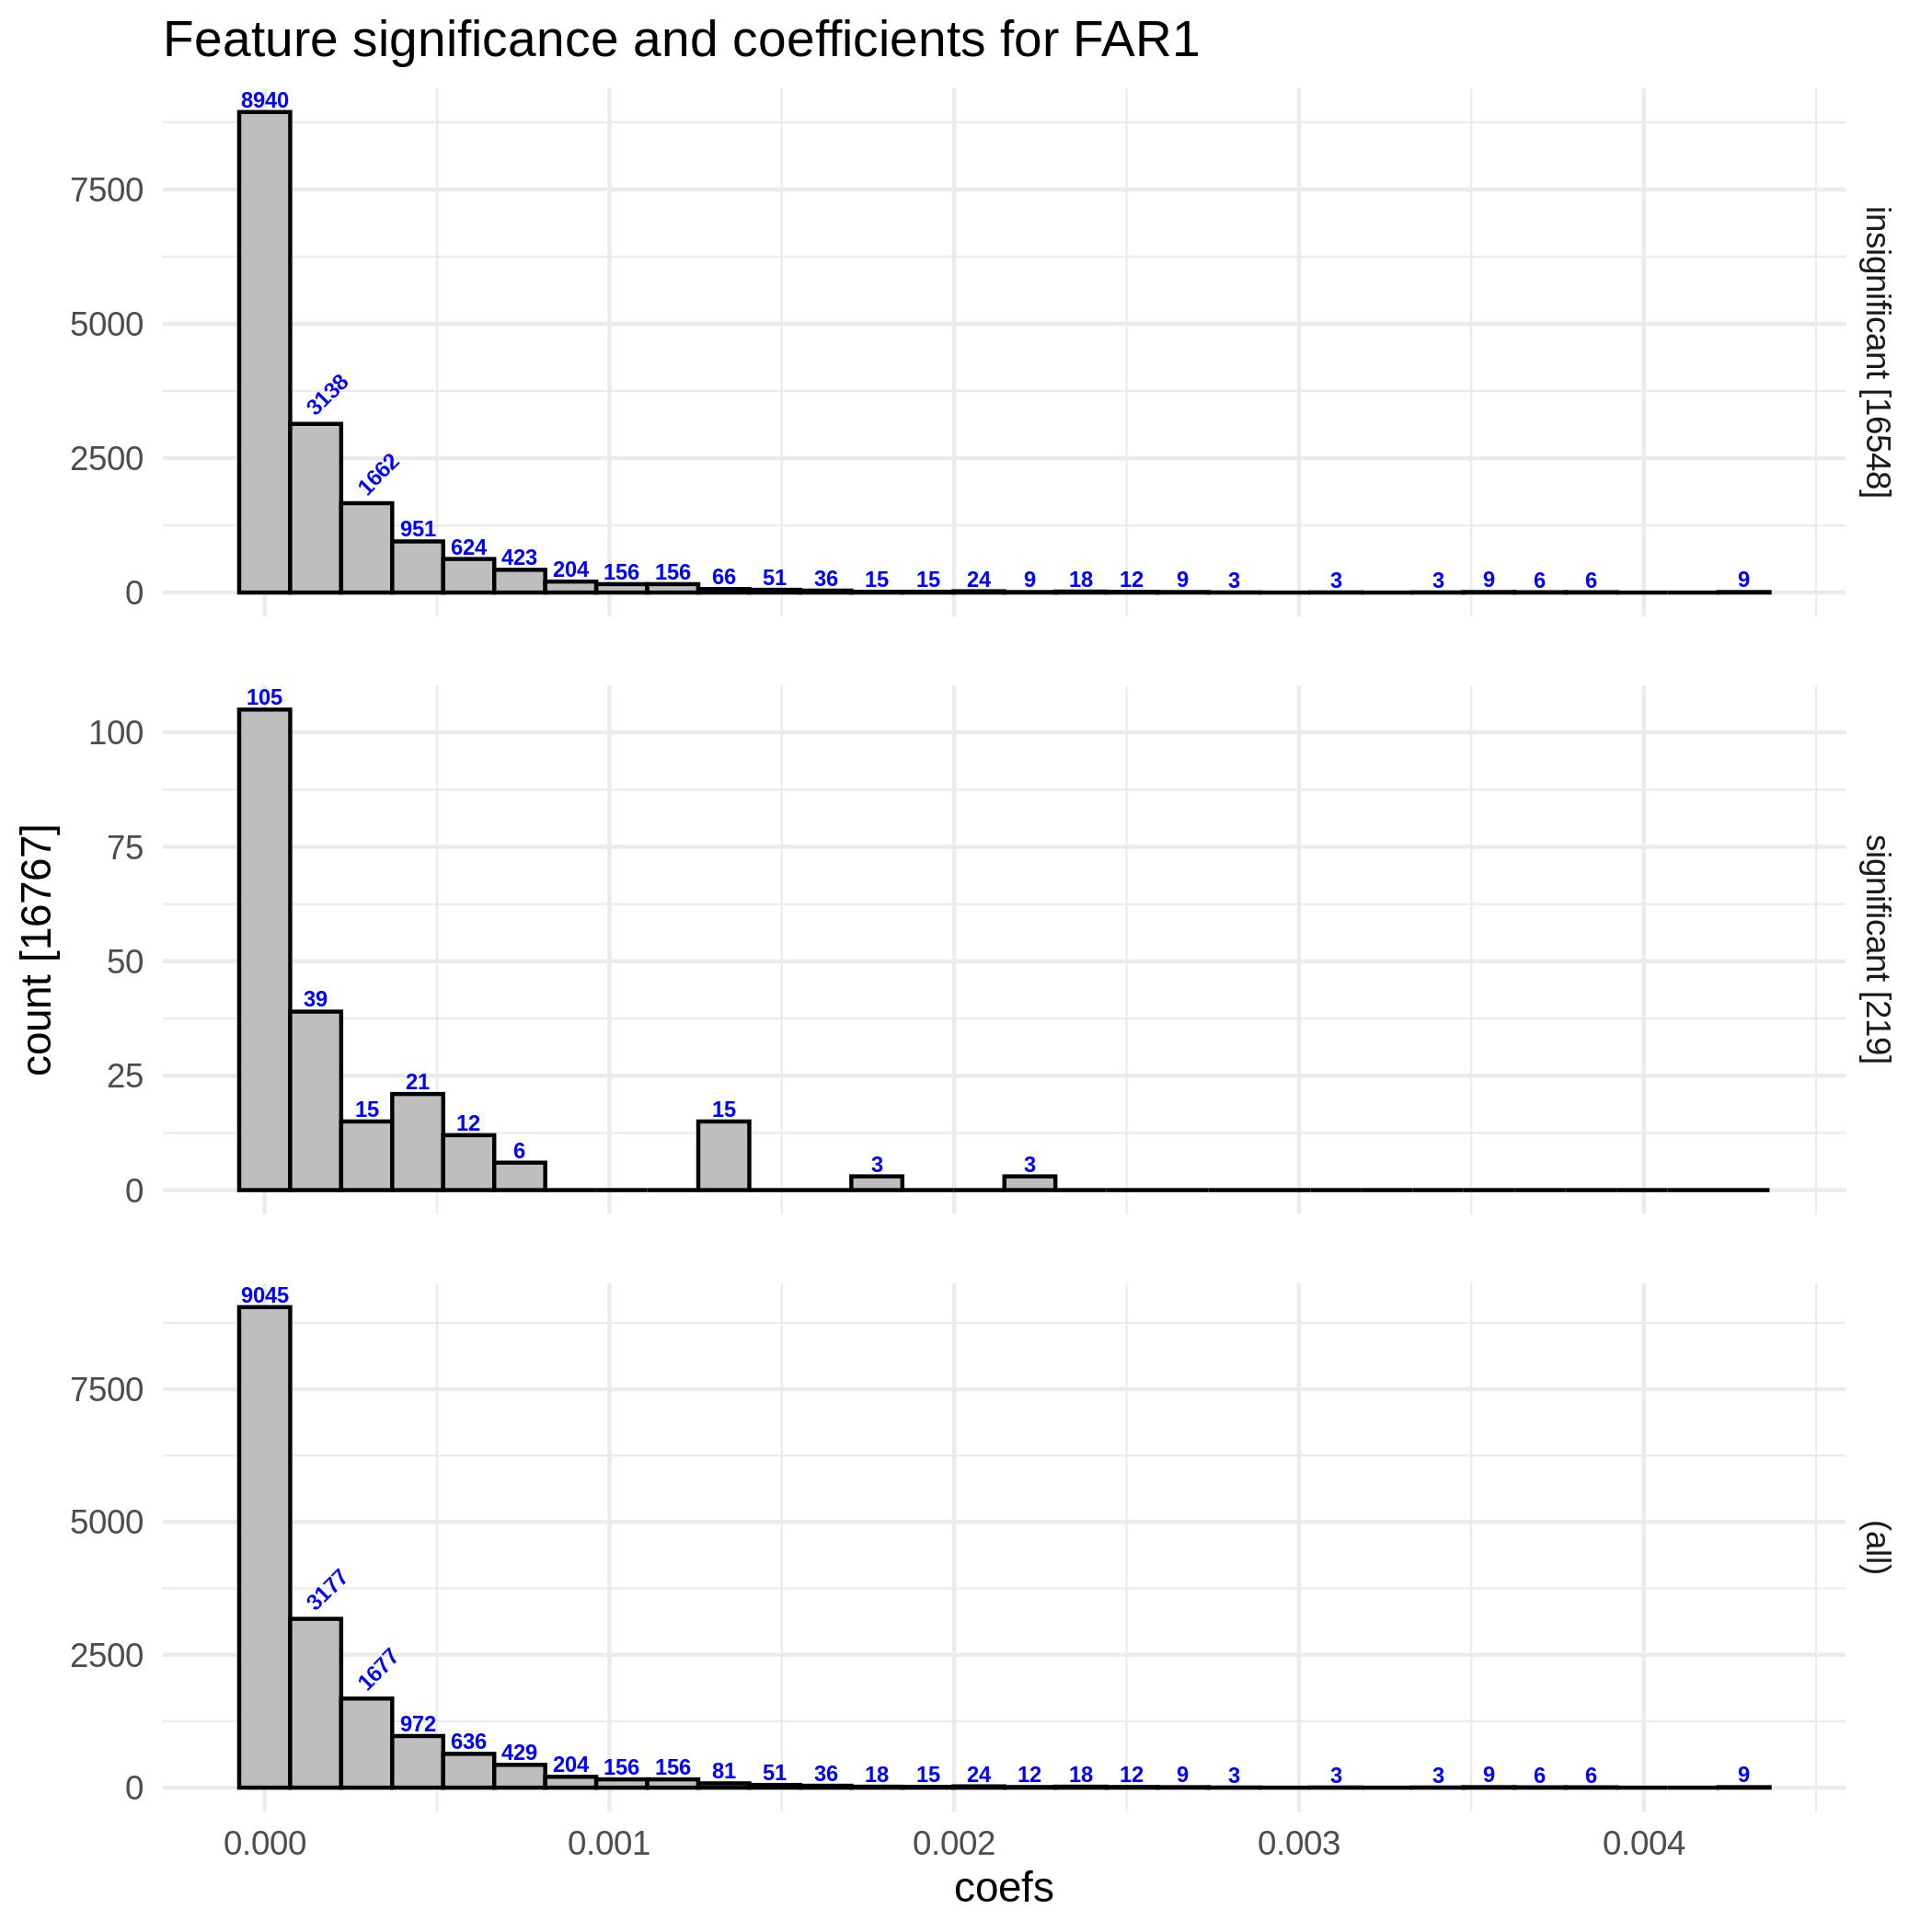 Feature significance and coefficients for FAR1
8940
3138
1662
951 624 423 204 156 156 66 51 36 15 15 24 9 18 12 9 3 3 3 9 6 6 9
7500
5000
2500
0
insignificant [16548]
105
39
15 21 12 6 15 3 3
100
75
50
25
0
significant [219]
count [16767]
9045
3177
1677
972 636 429 204 156 156 81 51 36 18 15 24 12 18 12 9 3 3 3 9 6 6 9
7500
5000
2500
0
(all)
0.000 0.001 0.002 0.003 0.004
coefs